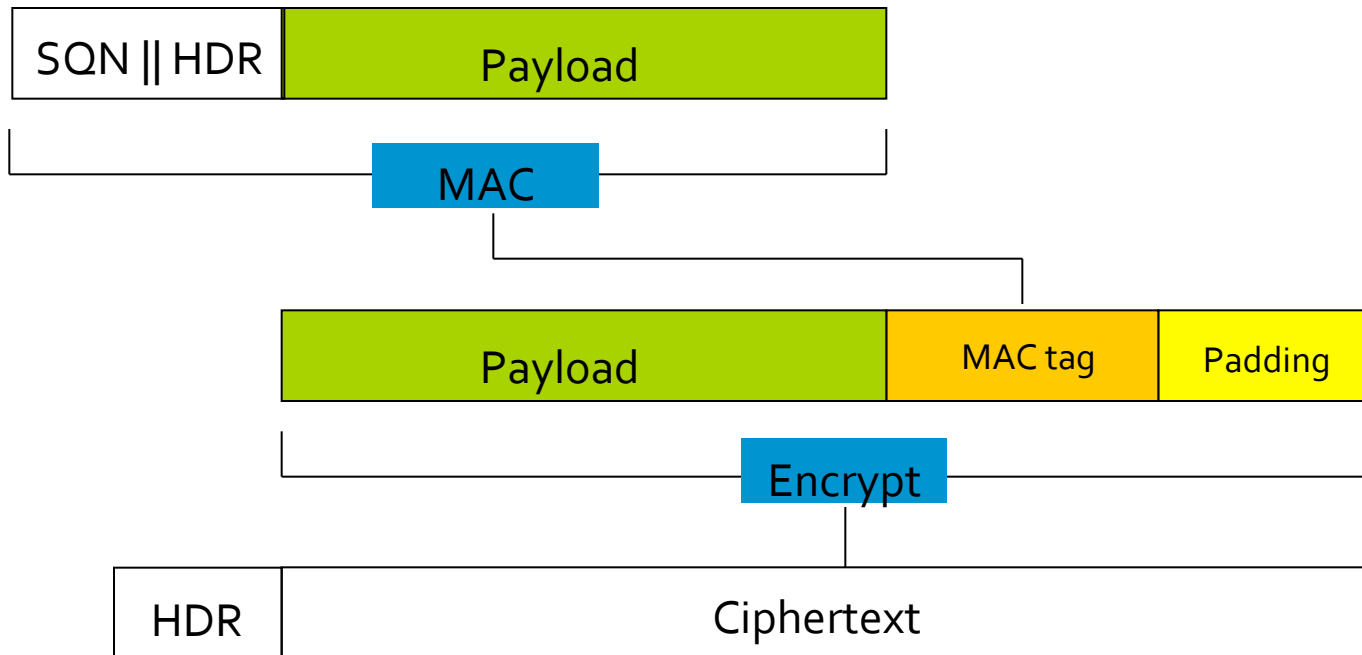 SQN || HDR Payload
MAC
Payload MAC tag Padding
Encrypt
HDR Ciphertext